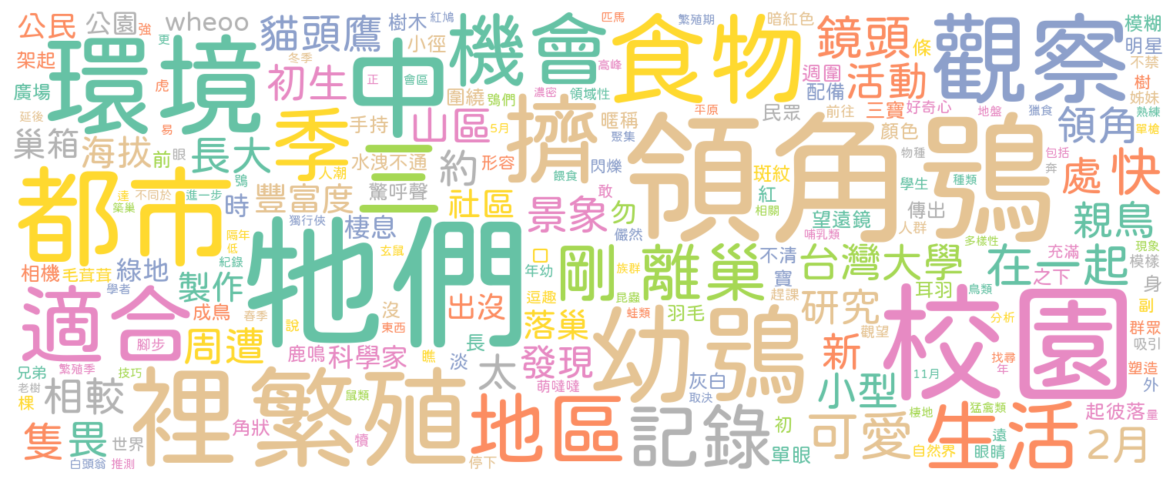 公民
公園
wheoo
強
更
貓頭鷹
樹木
紅鳩
小徑
機會
匹馬
食物
繁殖期
暗紅色
鏡頭
條
觀察
模糊
明星
不禁
架起
環境
中
冬季
正
會區
高峰
週圍
活動
配備
樹
姊妹
廣場
虎
初生
圍繞
鴞們
濃密
領域性
民眾
三寶
好奇心
地盤
獵食
熟練
單槍
延後
易
季
手持
山區
5月
擠
暱稱
聚集
平原
領角鴞
前往
顏色
領角
巢箱
海拔
前
眼
長大
水洩不通
三
約
形容
閃爍
斑紋
物種
包括
處
快
都市
鴞
人潮
豐富度
驚呼聲
社區
餵食
敢
景象
勿
紅
望遠鏡
學生
種類
奔
親鳥
達
不同於
進一步
築巢
時
獨行俠
棲息
儼然
傳出
人群
相關
隔年
低
紀錄
牠們
玄鼠
口
年幼
剛
離巢
哺乳類
不清
寶
台灣大學
多樣性
在一起
充滿
之下
現象
模樣
相機
毛茸茸
綠地
學者
製作
成鳥
春季
沒
東西
出沒
族群
逗趣
昆蟲
羽毛
趕課
耳羽
鳥類
身
副
適合
腳步
周遭
說
鹿鳴
科學家
瞧
淡
長
落巢
蛙類
幼鴞
研究
觀望
校園
分析
群眾
吸引
兄弟
繁殖季
技巧
發現
太
萌噠噠
灰白
取決
新
小型
11月
找尋
年
塑造
外
老樹
棵
相較
裡
繁殖
鼠類
角狀
犢
地區
記錄
初
可愛
棲地
猛禽類
生活
起彼落
量
隻
畏
世界
白頭翁
推測
停下
單眼
自然界
遠
眼睛
2月